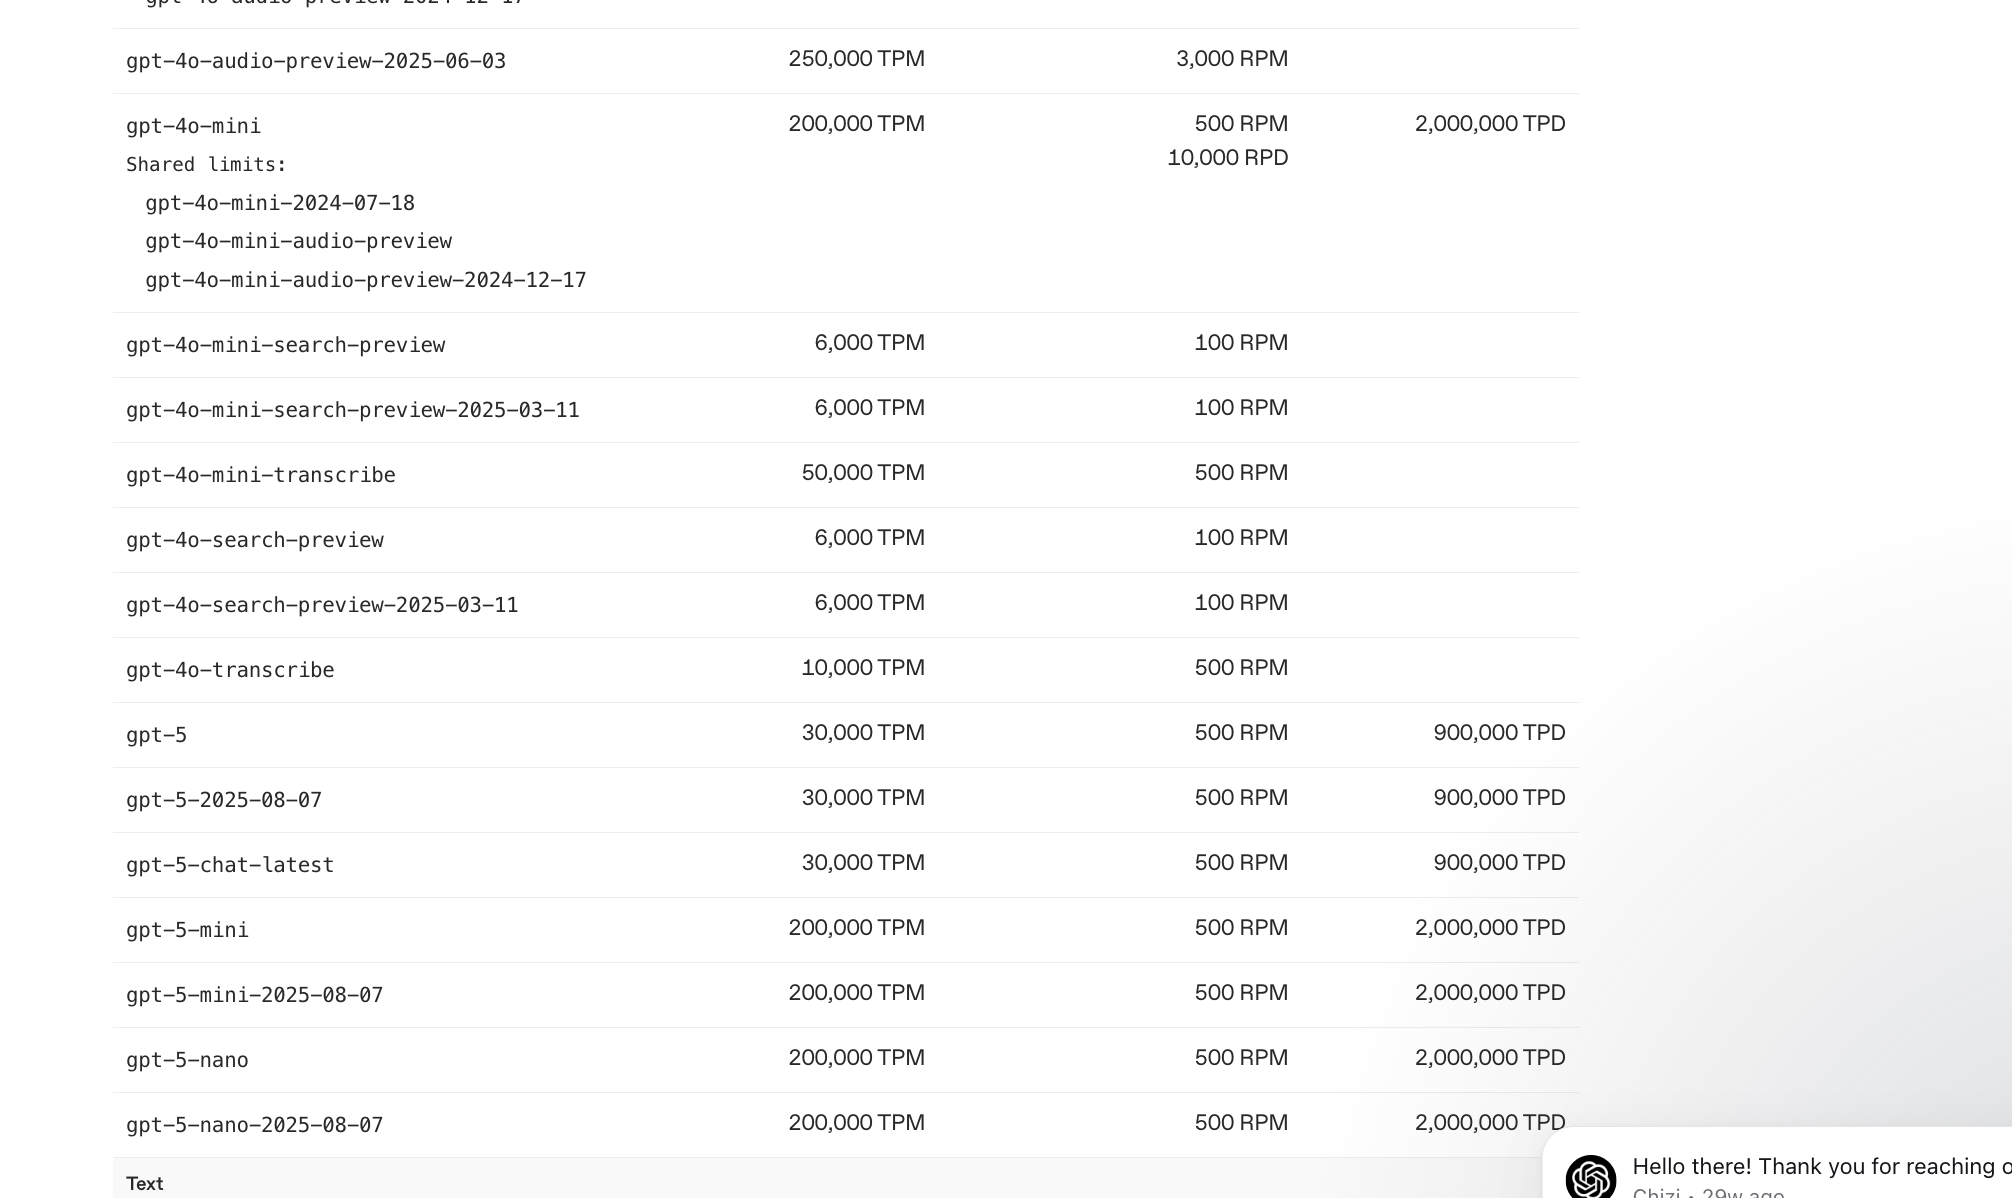 gpt-4o-audio-preview-2024-12-17
gpt-4o-audio-preview-2025-06-03 250,000 TPM 3,000 RPM
gpt-4o-mini 200,000 TPM 500 RPM 2,000,000 TPD
Shared limits: 10,000 RPD
gpt-4o-mini-2024-07-18
gpt-4o-mini-audio-preview
gpt-4o-mini-audio-preview-2024-12-17
gpt-4o-mini-search-preview 6,000 TPM 100 RPM
gpt-4o-mini-search-preview-2025-03-11 6,000 TPM 100 RPM
gpt-4o-mini-transcribe 50,000 TPM 500 RPM
gpt-4o-search-preview 6,000 TPM 100 RPM
gpt-4o-search-preview-2025-03-11 6,000 TPM 100 RPM
gpt-4o-transcribe 10,000 TPM 500 RPM
gpt-5 30,000 TPM 500 RPM 900,000 TPD
gpt-5-2025-08-07 30,000 TPM 500 RPM 900,000 TPD
gpt-5-chat-latest 30,000 TPM 500 RPM 900,000 TPD
gpt-5-mini 200,000 TPM 500 RPM 2,000,000 TPD
gpt-5-mini-2025-08-07 200,000 TPM 500 RPM 2,000,000 TPD
gpt-5-nano 200,000 TPM 500 RPM 2,000,000 TPD
gpt-5-nano-2025-08-07 200,000 TPM 500 RPM 2,000,000 TPD
Text
Hello there! Thank you for reaching o
Chizi • 29w ago